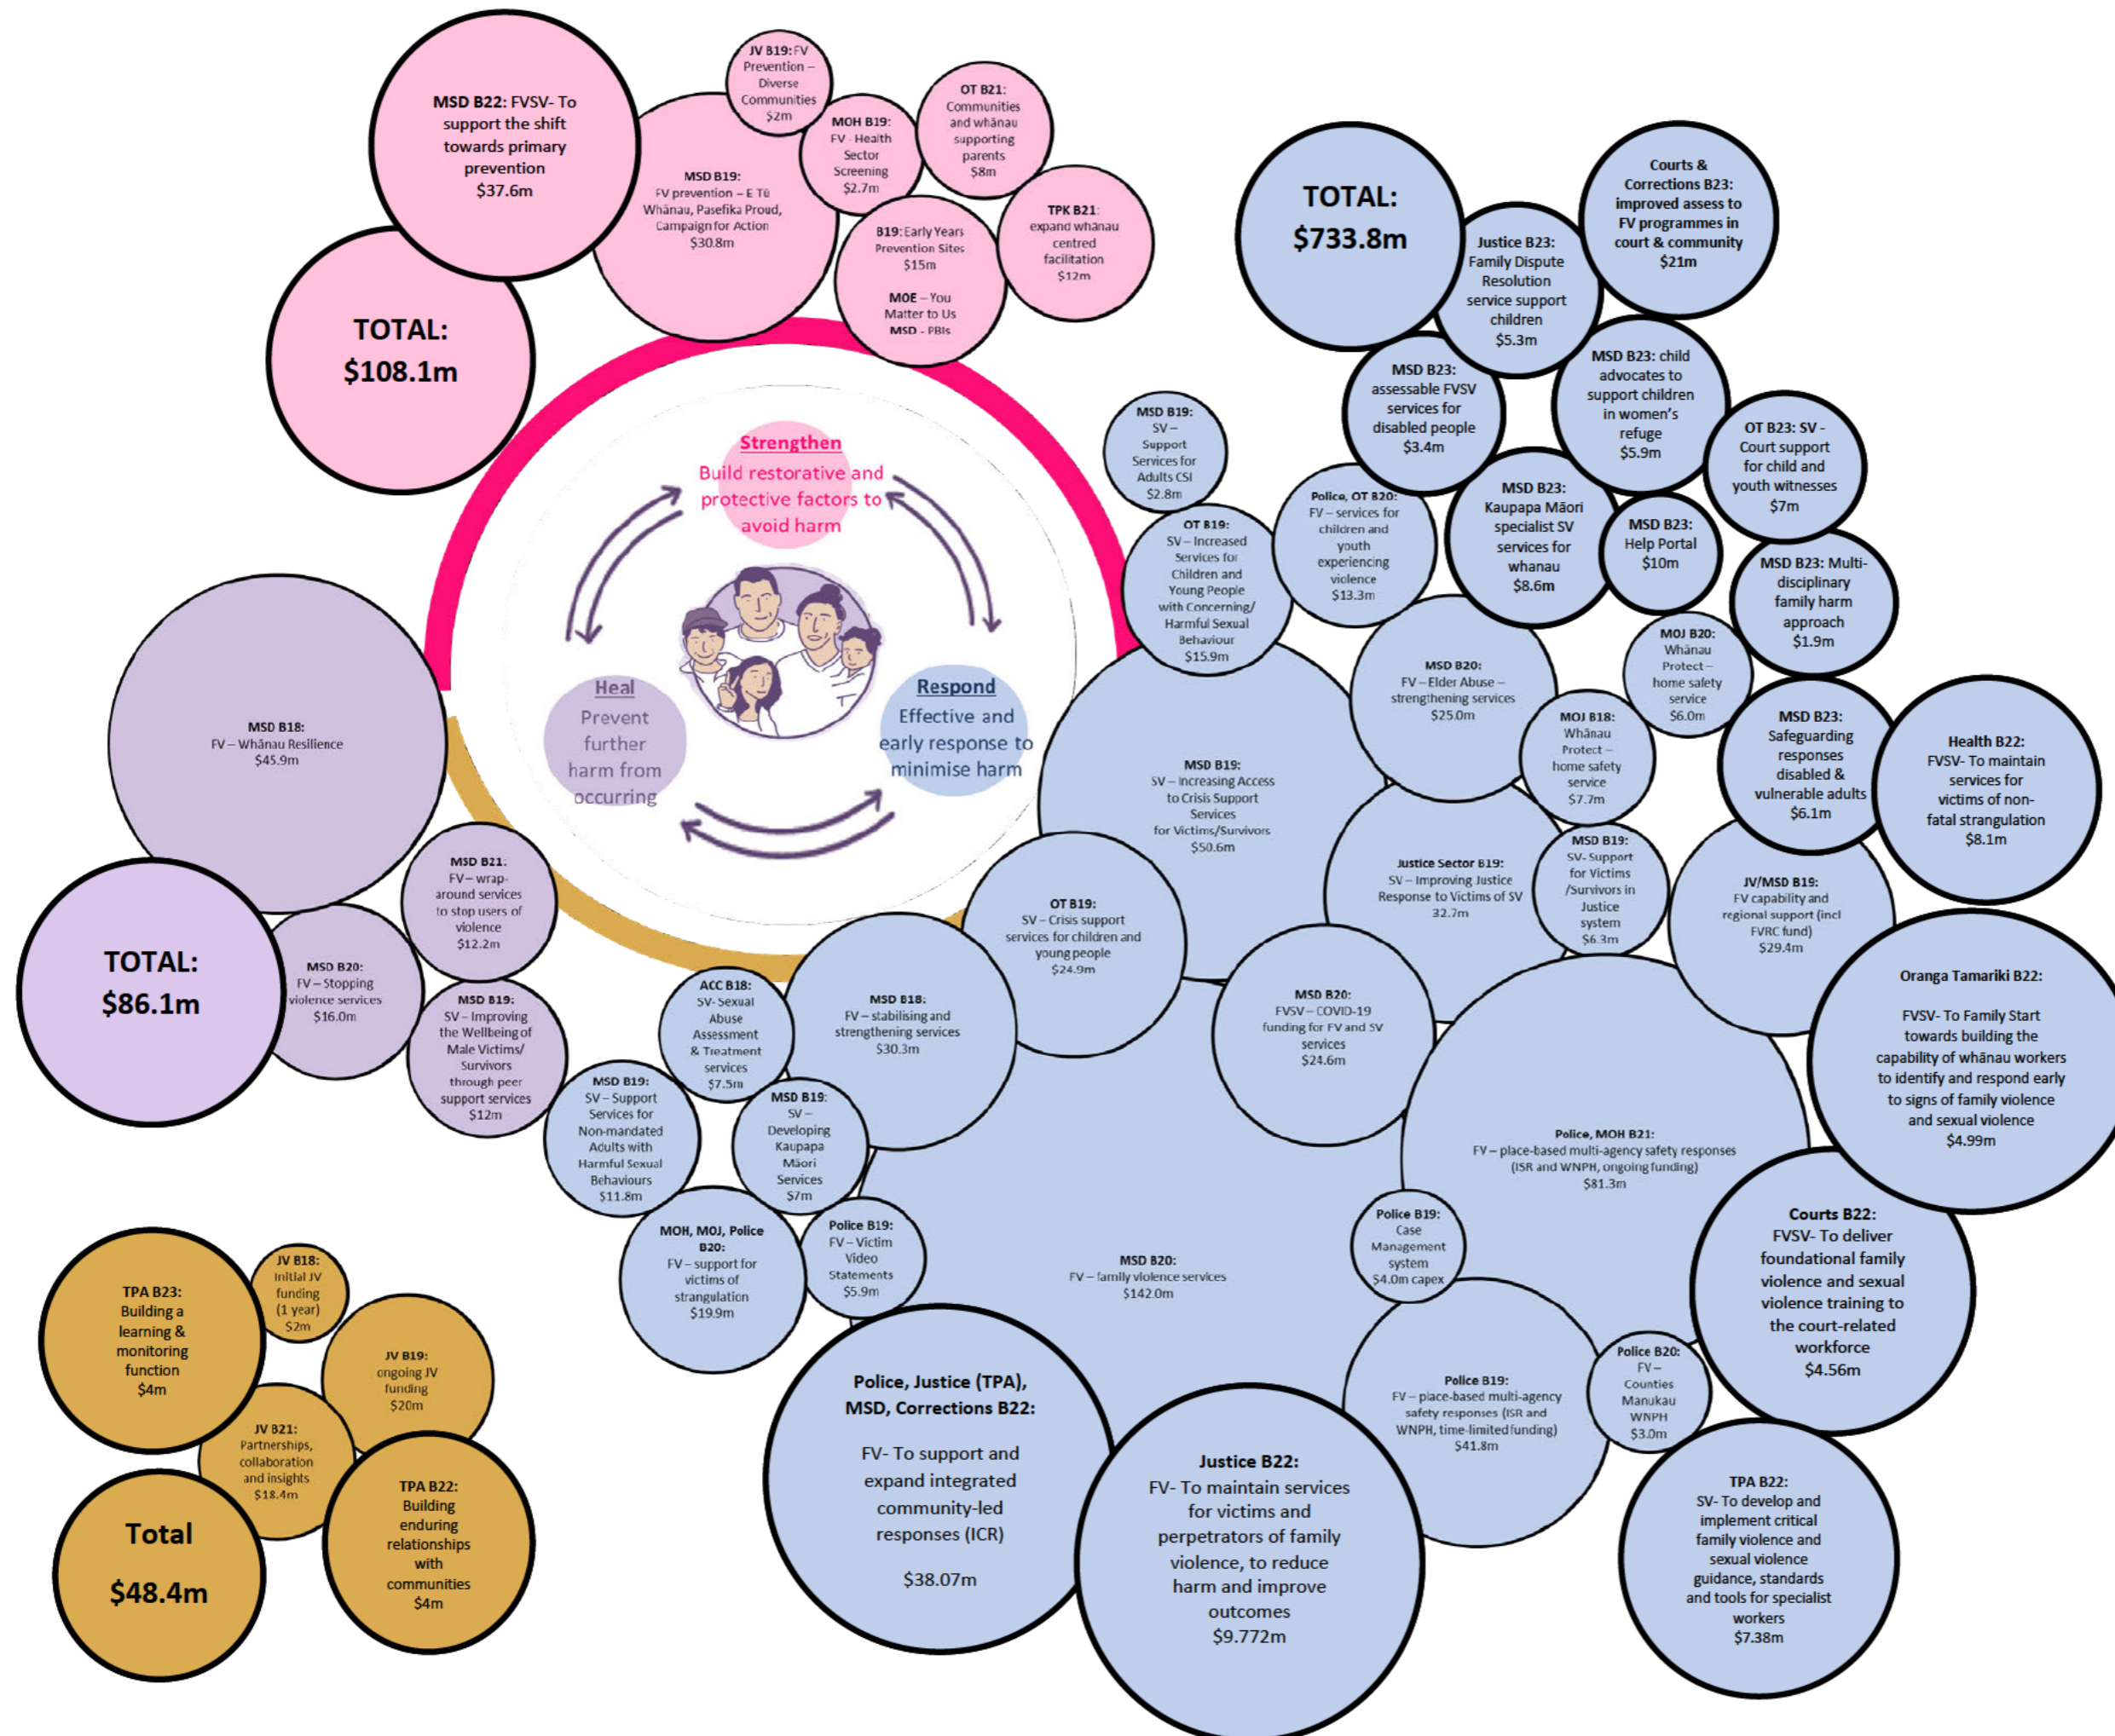 MSD B22: FVSV- To
support the shift
towards primary
prevention
$37.6m
TOTAL:
$108.1m
MSD B19:
FV prevention – E Tū
Whānau, Pasefika Proud,
Campaign for Action
$30.8m
JV B19: FV
Prevention –
Diverse
Communities
$2m
MOH B19:
FV - Health
Sector
Screening
$2.7m
OT B21:
Communities
and whānau
supporting
parents
$8m
B19: Early Years
Prevention Sites
$15m
MOE – You
Matter to Us
MSD - PBIs
TPK B21:
expand whānau
centred
facilitation
$12m
Strengthen
Build restorative and
protective factors to
avoid harm
Heal
Prevent
further
harm from
occurring
Respond
Effective and
early response to
minimise harm
TOTAL:
$733.8m
Courts &
Corrections B23:
improved assess to
FV programmes in
court & community
$21m
Justice B23:
Family Dispute
Resolution
service support
children
$5.3m
MSD B23:
assessable FVSV
services for
disabled people
$3.4m
MSD B23: child
advocates to
support children
in women's
refuge
$5.9m
OT B23: SV -
Court support
for child and
youth witnesses
$7m
MSD B23:
Kaupapa Māori
specialist SV
services for
whanau
$8.6m
MSD B23:
Help Portal
$10m
MSD B23: Multi-
disciplinary
family harm
approach
$1.9m
MSD B19:
SV –
Support
Services for
Adults CSI
$2.8m
OT B19:
SV – Increased
Services for
Children and
Young People
with Concerning/
Harmful Sexual
Behaviour
$15.9m
Police, OT B20:
FV – services for
children and
youth
experiencing
violence
$13.3m
MSD B20:
FV – Elder Abuse –
strengthening services
$25.0m
MOJ B20:
Whānau
Protect –
home safety
service
$6.0m
MOJ B18:
Whānau
Protect –
home safety
service
$7.7m
MSD B23:
Safeguarding
responses
disabled &
vulnerable adults
$6.1m
Health B22:
FVSV- To maintain
services for
victims of non-
fatal strangulation
$8.1m
MSD B19:
SV – Increasing Access
to Crisis Support
Services
for Victims/Survivors
$50.6m
Justice Sector B19:
SV – Improving Justice
Response to Victims of SV
32.7m
MSD B19:
SV- Support
for Victims
/Survivors in
Justice
system
$6.3m
JV/MSD B19:
FV capability and
regional support (incl
FVRC fund)
$29.4m
OT B19:
SV – Crisis support
services for children and
young people
$24.9m
MSD B20:
FVSV – COVID-19
funding for FV and SV
services
$24.6m
Oranga Tamariki B22:
FVSV- To Family Start
towards building the
capability of whānau workers
to identify and respond early
to signs of family violence
and sexual violence
$4.99m
MSD B18:
FV – Whānau Resilience
$45.9m
MSD B21:
FV – wrap-
around services
to stop users of
violence
$12.2m
TOTAL:
$86.1m
MSD B20:
FV – Stopping
violence services
$16.0m
MSD B19:
SV – Improving
the Wellbeing of
Male Victims/
Survivors
through peer
support services
$12m
ACC B18:
SV- Sexual
Abuse
Assessment
& Treatment
services
$7.5m
MSD B18:
FV – stabilising and
strengthening services
$30.3m
MSD B19:
SV – Support
Services for
Non-mandated
Adults with
Harmful Sexual
Behaviours
$11.8m
MSD B19:
SV –
Developing
Kaupapa
Māori
Services
$7m
MOH, MOJ, Police
B20:
FV – support for
victims of
strangulation
$19.9m
Police B19:
FV – Victim
Video
Statements
$5.9m
MSD B20:
FV – family violence services
$142.0m
Police, MOH B21:
FV – place-based multi-agency safety responses
(ISR and WNPH, ongoing funding)
$81.3m
Police B19:
Case
Management
system
$4.0m capex
Courts B22:
FVSV- To deliver
foundational family
violence and sexual
violence training to
the court-related
workforce
$4.56m
Police B19:
FV – place-based multi-agency
safety responses (ISR and
WNPH, time-limited funding)
$41.8m
Police B20:
FV –
Counties
Manukau
WNPH
$3.0m
Police, Justice (TPA),
MSD, Corrections B22:
FV- To support and
expand integrated
community-led
responses (ICR)
$38.07m
Justice B22:
FV- To maintain services
for victims and
perpetrators of family
violence, to reduce
harm and improve
outcomes
$9.772m
TPA B22:
SV- To develop and
implement critical
family violence and
sexual violence
guidance, standards
and tools for specialist
workers
$7.38m
TPA B23:
Building a
learning &
monitoring
function
$4m
JV B18:
Initial JV
funding
(1 year)
$2m
JV B19:
ongoing JV
funding
$20m
JV B21:
Partnerships,
collaboration
and insights
$18.4m
TPA B22:
Building
enduring
relationships
with
communities
$4m
Total
$48.4m